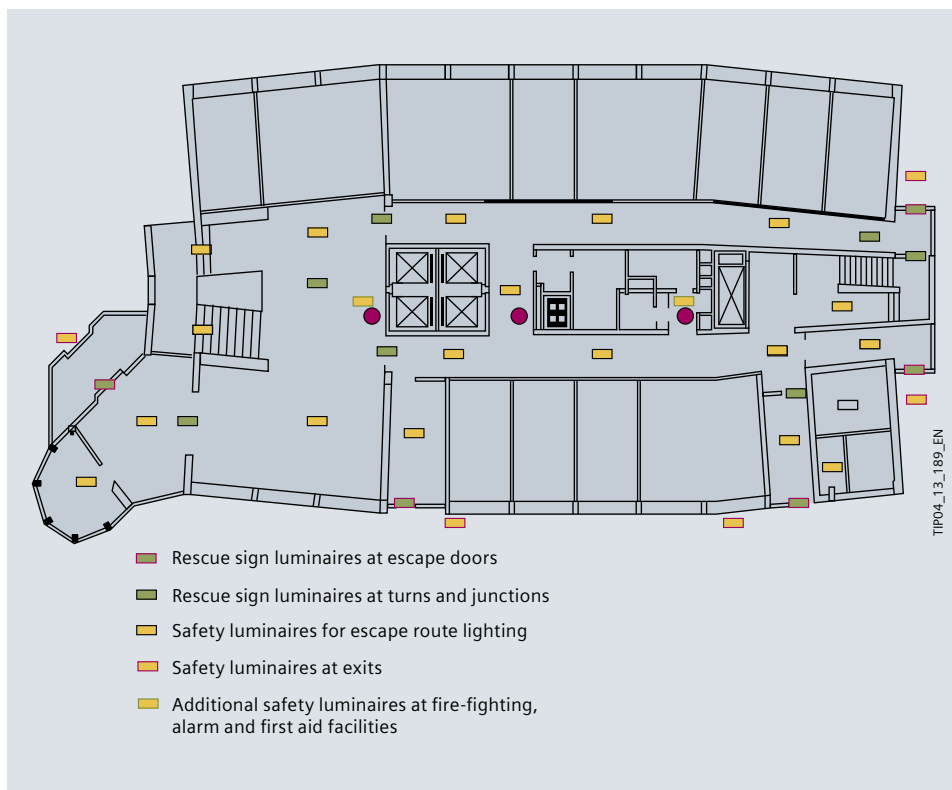 TIP04_13_189_EN
Rescue sign luminaires at escape doors
Rescue sign luminaires at turns and junctions
Safety luminaires for escape route lighting
Safety luminaires at exits
Additional safety luminaires at fire-fighting,
alarm and first aid facilities